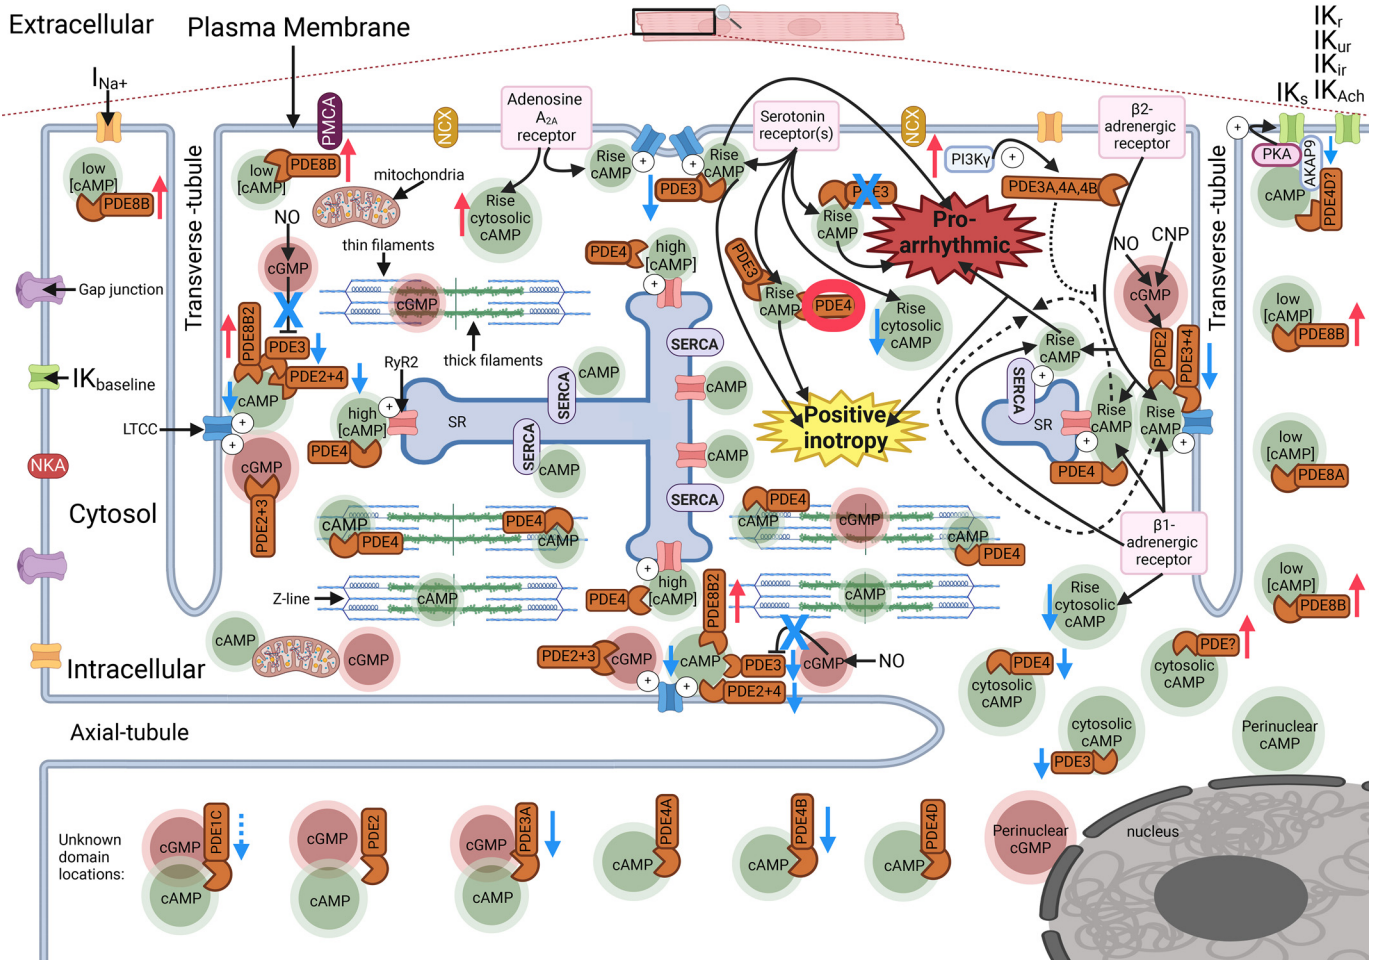 Extracellular
Plasma Membrane
I Na+
IKr
IKur
IKir
IKs IKAch
PMCA
NCX
Adenosine
A2A
receptor
Serotonin
receptor(s)
NCX
β2-
adrenergic
receptor
PKA
AKAP9
cAMP
PDE4D?
low
[cAMP]
PDE8B
Transverse -tubule
low
[cAMP]
PDE8B
mitochondria
Rise
cytosolic
cAMP
Rise
cAMP
+
+
Rise
cAMP
PDE3
PDE3
Rise
cAMP
PI3Kγ
+
PDE3A,4A,4B
Pro-
arrhythmic
NO
CNP
cGMP
PDE2
PDE3+4
Transverse -tubule
+
NO
cGMP
thin filaments
cGMP
thick filaments
PDE4
high
[cAMP]
+
PDE3
Rise
cAMP
PDE4
Rise
cytosolic
cAMP
Gap junction
IKbaseline
LTCC
NKA
PDE8B2
PDE3
PDE2+4
cAMP
+
+
cGMP
PDE2+3
RyR2
+
high
[cAMP]
PDE4
SR
SERCA
cAMP
SERCA
cAMP
SERCA
cAMP
cAMP
SERCA
Positive
inotropy
Rise
cAMP
SERCA
+
SR
+
Rise
cAMP
PDE4
Rise
cAMP
+
low
[cAMP]
PDE8B
low
[cAMP]
PDE8A
low
[cAMP]
PDE8B
Cytosol
cAMP
PDE4
PDE4
cAMP
PDE4
cAMP
cGMP
cAMP
PDE4
β1-
adrenergic
receptor
Z-line
cAMP
+
high
[cAMP]
PDE4
PDE8B2
cAMP
Rise
cytosolic
cAMP
Intracellular
cAMP
cGMP
PDE2+3
cGMP
+
+
cAMP
PDE3
PDE2+4
cGMP
NO
PDE4
cytosolic
cAMP
PDE?
cytosolic
cAMP
cytosolic
cAMP
PDE3
Perinuclear
cAMP
Axial-tubule
Unknown
domain
locations:
cGMP
PDE1C
cAMP
cGMP
PDE2
cAMP
cGMP
PDE3A
cAMP
PDE4A
cAMP
PDE4B
cAMP
PDE4D
cAMP
Perinuclear
cGMP
nucleus